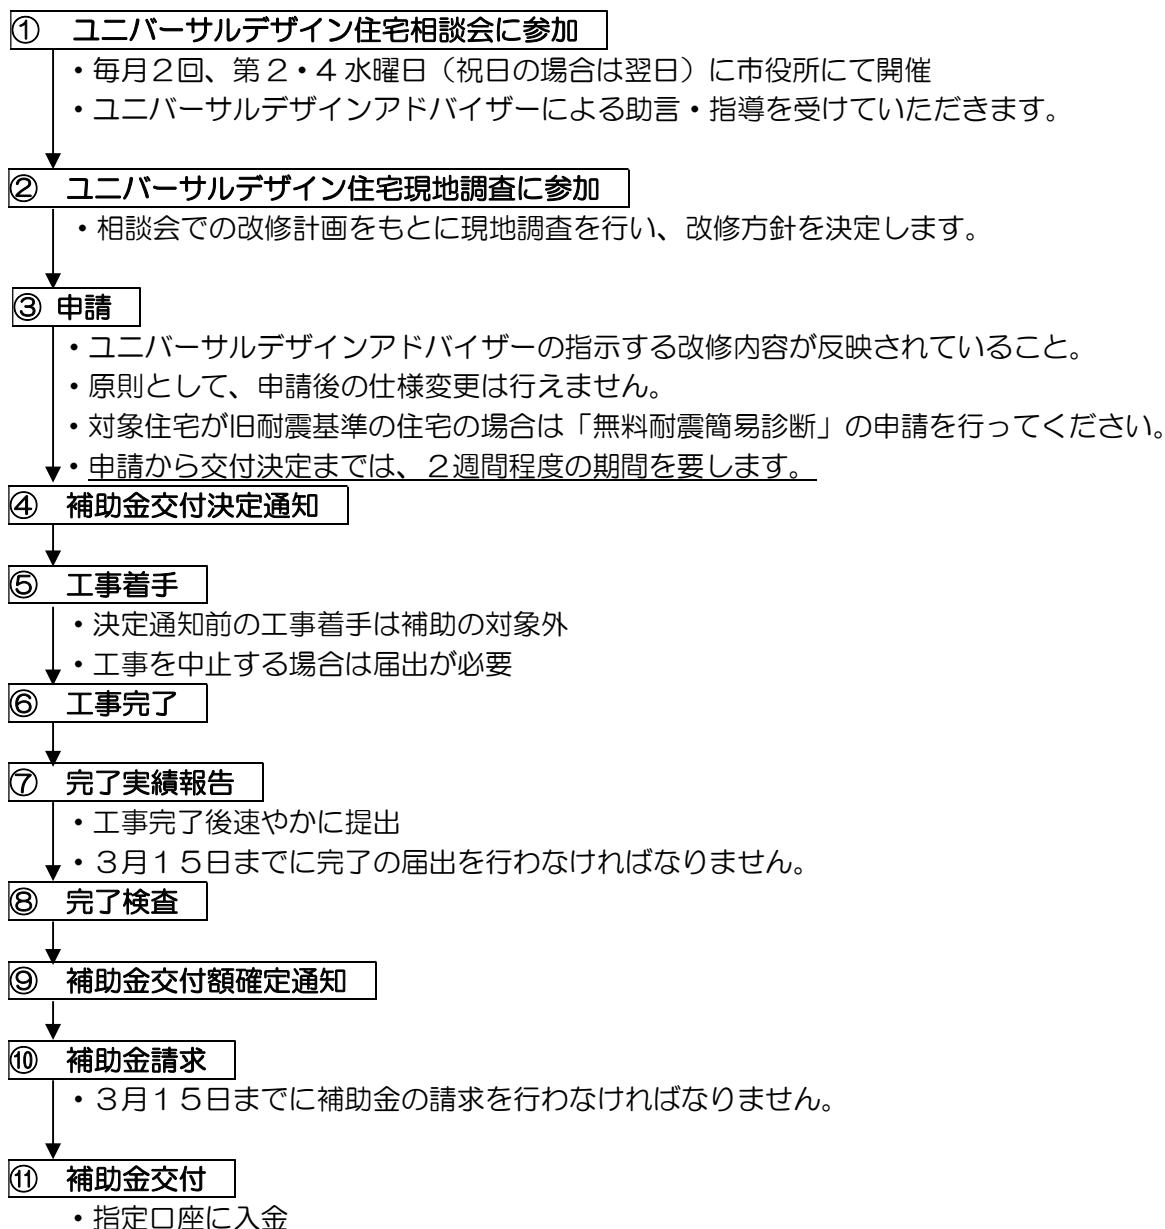 ① ユニバーサルデザイン住宅相談会に参加
・毎月２回、第２・４水曜日（祝日の場合は翌日）に市役所にて開催
・ユニバーサルデザインアドバイザーによる助言・指導を受けていただきます。
② ユニバーサルデザイン住宅現地調査に参加
・相談会での改修計画をもとに現地調査を行い、改修方針を決定します。
③ 申請
・ユニバーサルデザインアドバイザーの指示する改修内容が反映されていること。
・原則として、申請後の仕様変更は行えません。
・対象住宅が旧耐震基準の住宅の場合は「無料耐震簡易診断」の申請を行ってください。
・申請から交付決定までは、２週間程度の期間を要します。
④ 補助金交付決定通知
⑤ 工事着手
・決定通知前の工事着手は補助の対象外
・工事を中止する場合は届出が必要
⑥ 工事完了
⑦ 完了実績報告
・工事完了後速やかに提出
・３月１５日までに完了の届出を行わなければなりません。
⑧ 完了検査
⑨ 補助金交付額確定通知
⑩ 補助金請求
・３月１５日までに補助金の請求を行わなければなりません。
⑪ 補助金交付
・指定口座に入金